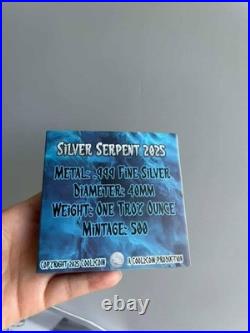 Silver Serpent 2025
Metal: .999 Fine Silver
Diameter: 40mm
Weight: One Troy Ounce
Mintage: 500
Copyright 2025 Coolcoin
A Coolcoin Production